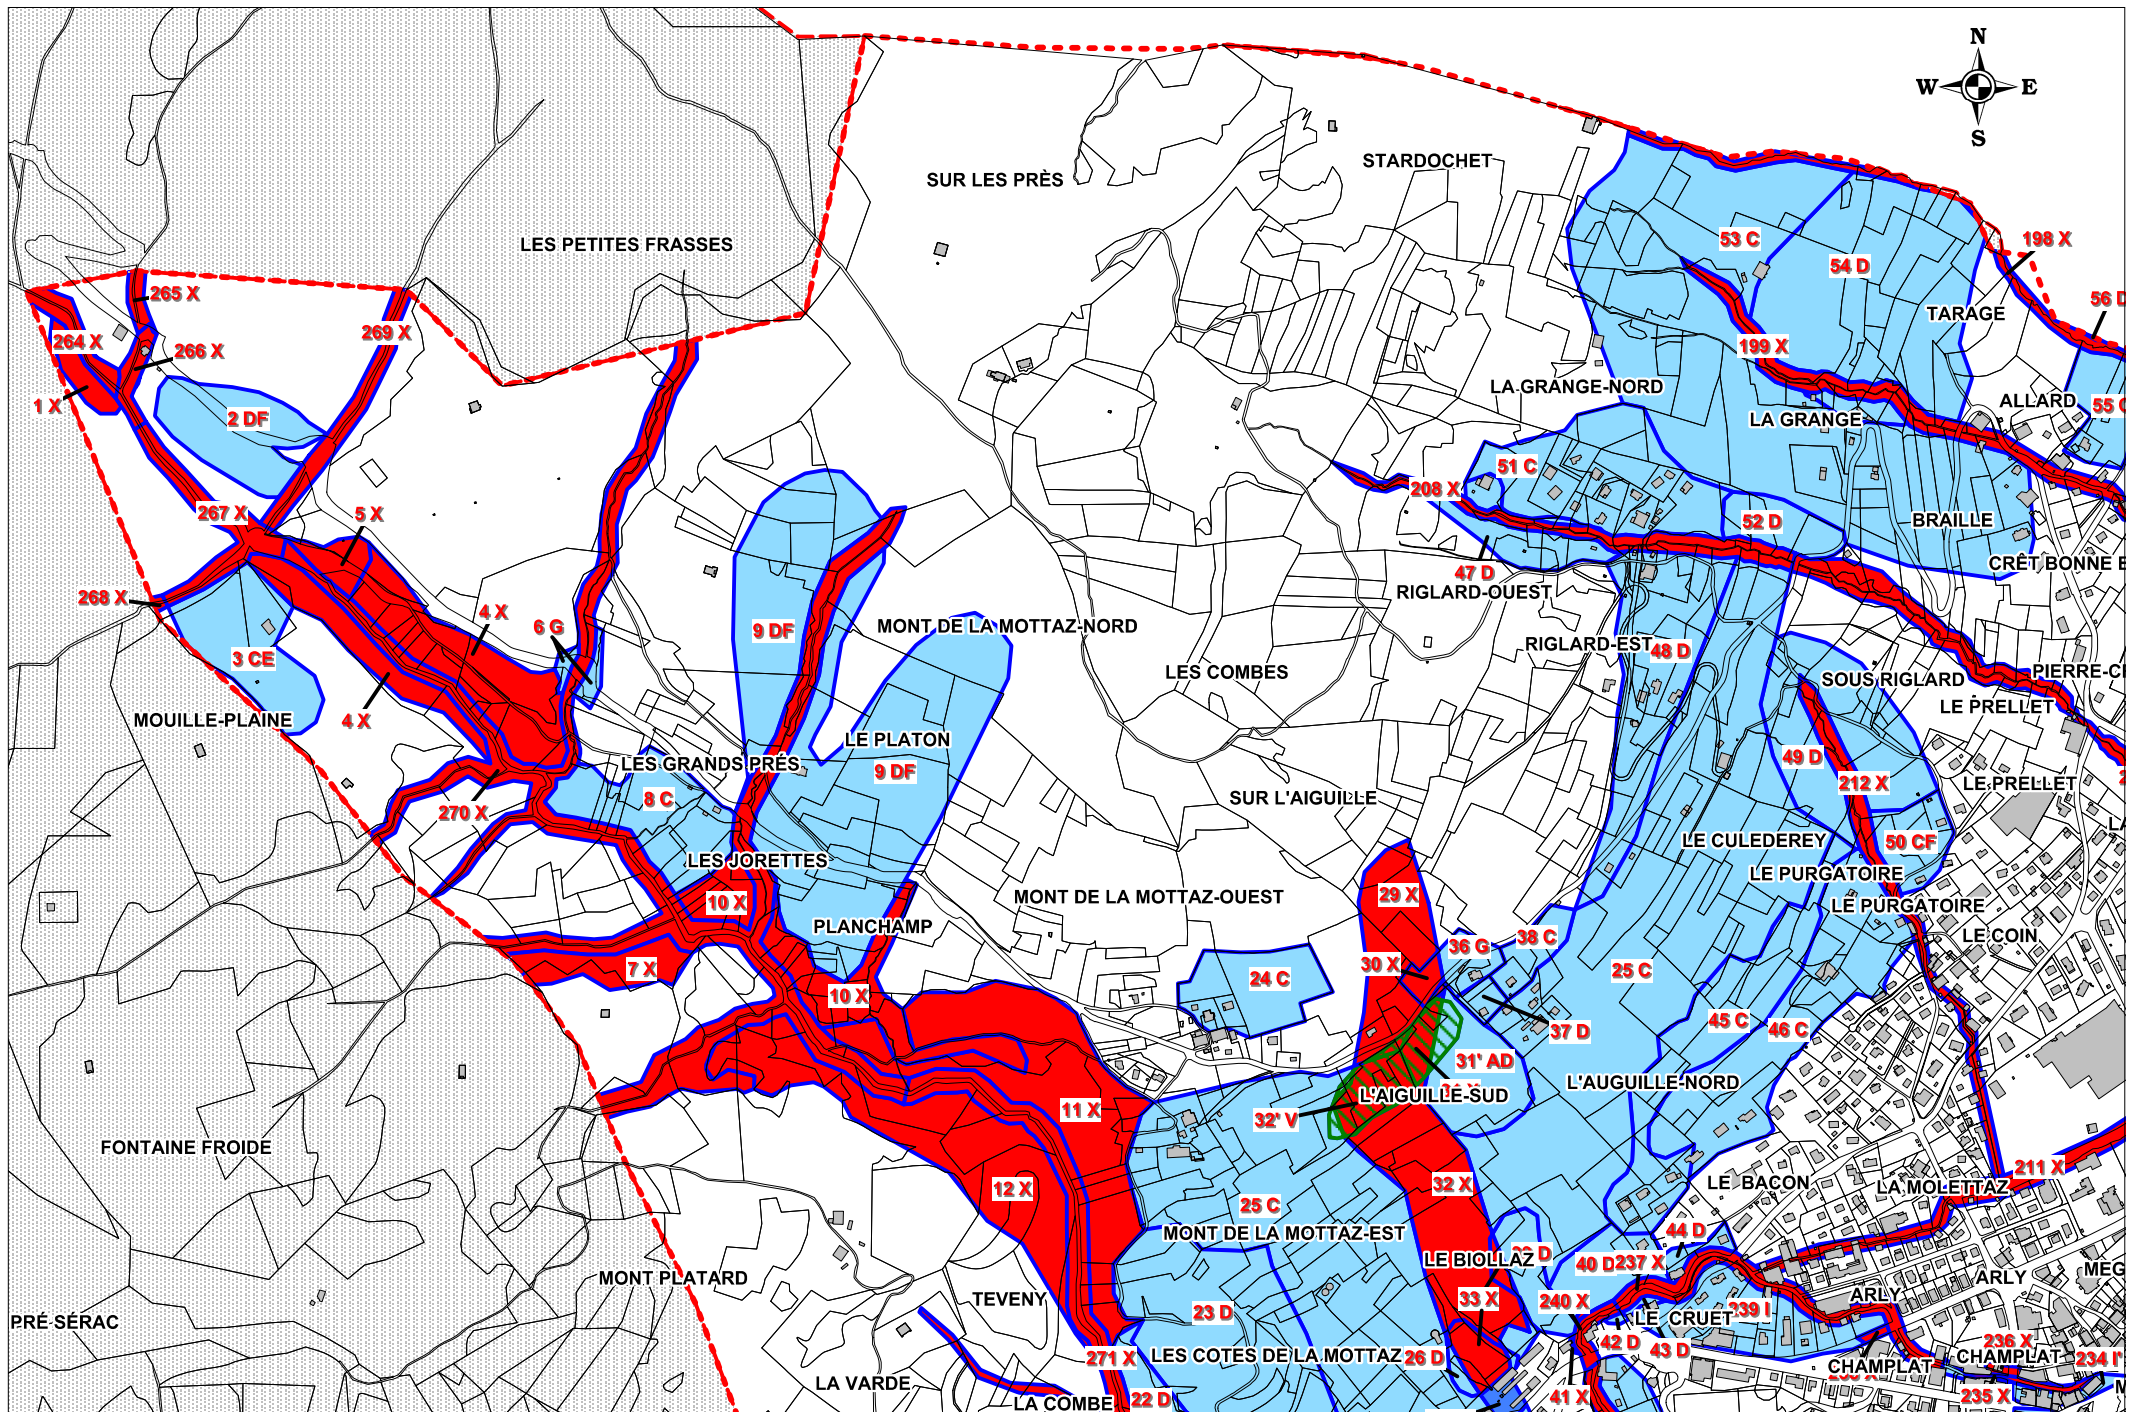 N
W
E
S
STARDOCHET
SUR LES PRÈS
LES PETITES FRASSES
53 C
198 X
54 D
265 X
56 D
TARAGE
269 X
264 X
266 X
199 X
LA GRANGE-NORD
1 X
2 DF
ALLARD
55 C
LA GRANGE
51 C
208 X
267 X
5 X
52 D
BRAILLE
CRÊT BONNE
47 D
268 X
RIGLARD-OUEST
4 X
6 G
9 DF
MONT DE LA MOTTAZ-NORD
RIGLARD-EST
48 D
3 CE
LES COMBES
SOUS RIGLARD
LE PRELLET
MOUILLE-PLAINE
4 X
LE PLATON
49 D
LES GRANDS PRÉS
9 DF
212 X
LE PRELLET
8 C
SUR L'AIGUILLE
270 X
LE CULEDEREY
50 CF
LES JORETTES
LE PURGATOIRE
MONT DE LA MOTTAZ-OUEST
29 X
10 X
LE PURGATOIRE
PLANCHAMP
36 G
38 C
LE COIN
7 X
24 C
30 X
25 C
10 X
45 C
46 C
37 D
31' AD
L'AUGUILLE-NORD
L'AIGUILLE-SUD
11 X
32' V
FONTAINE FROIDE
12 X
32 X
211 X
LE BACON
LA MOLETTAZ
25 C
MONT DE LA MOTTAZ-EST
44 D
LE BIOLLAZ
40 D
237 X
MONT PLATARD
ARLY
MEG
TEVENY
33 X
240 X
ARLY
PRÉ-SÉRAC
23 D
239 I
LE CRUET
42 D
43 D
236 X
271 X
LES COTES DE LA MOTTAZ
26 D
CHAMPLAT
CHAMPLAT
234 I'
LA VARDE
22 D
41 X
235 X
LA COMBE